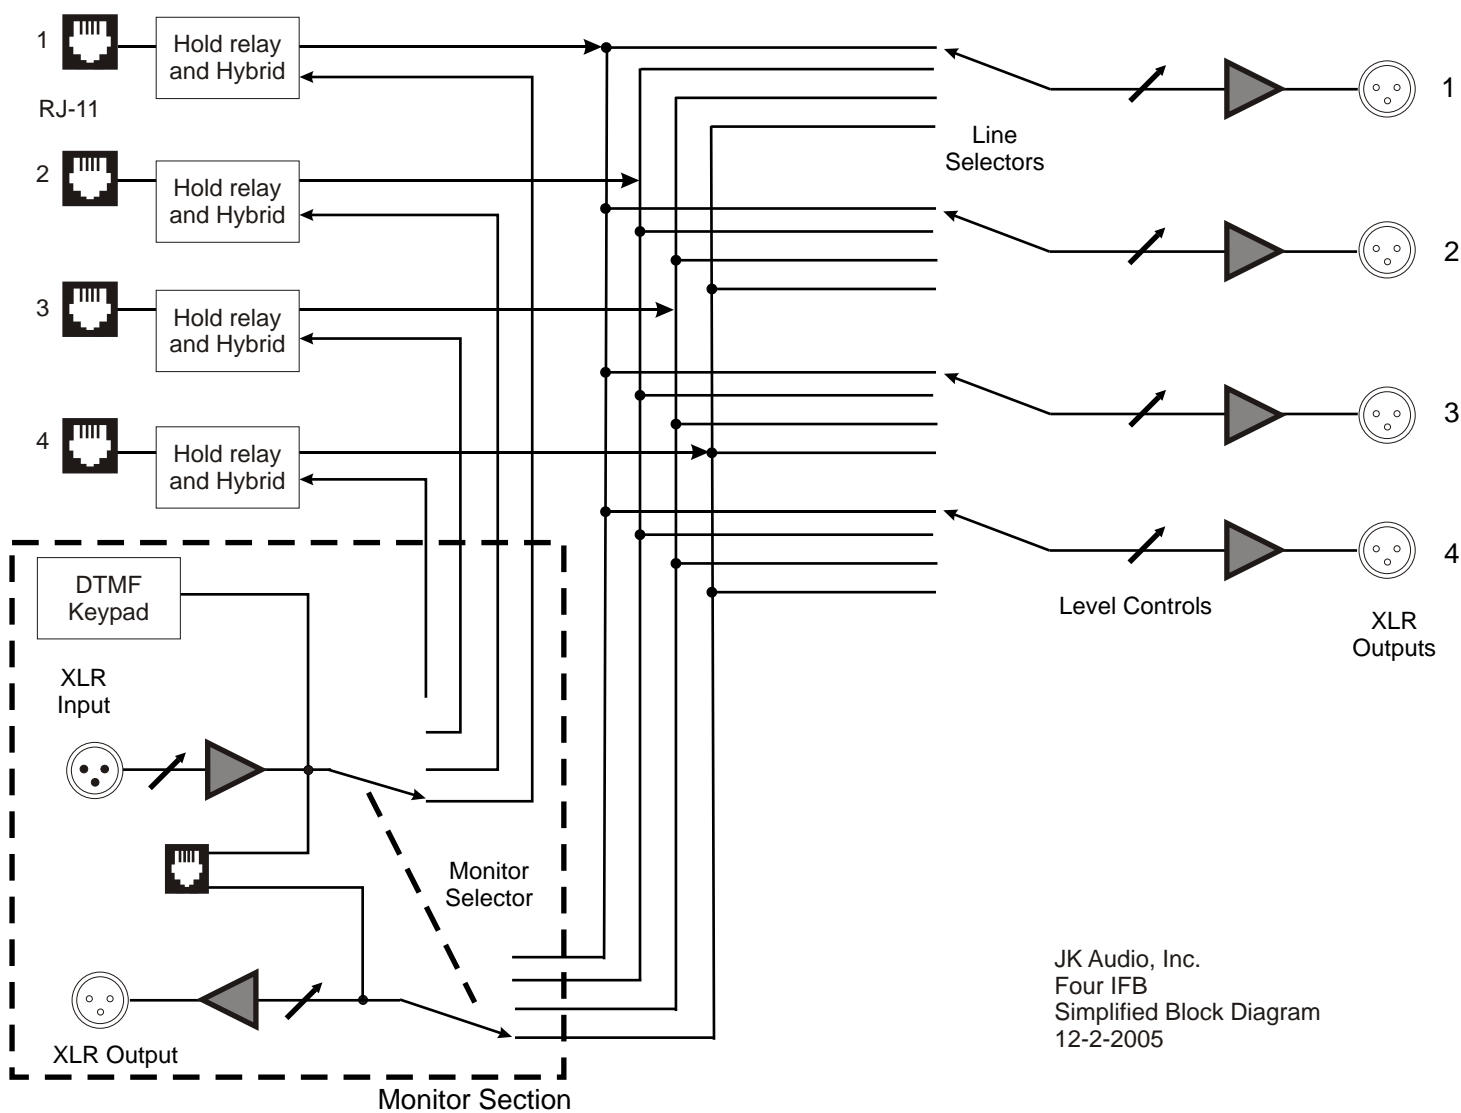 1
Hold relay
and Hybrid
RJ-11
2
Hold relay
and Hybrid
3
Hold relay
and Hybrid
4
Hold relay
and Hybrid
Line
Selectors
1
2
3
4
Level Controls
XLR
Outputs
DTMF
Keypad
XLR
Input
Monitor
Selector
XLR Output
Monitor Section
JK Audio, Inc.
Four IFB
Simplified Block Diagram
12-2-2005